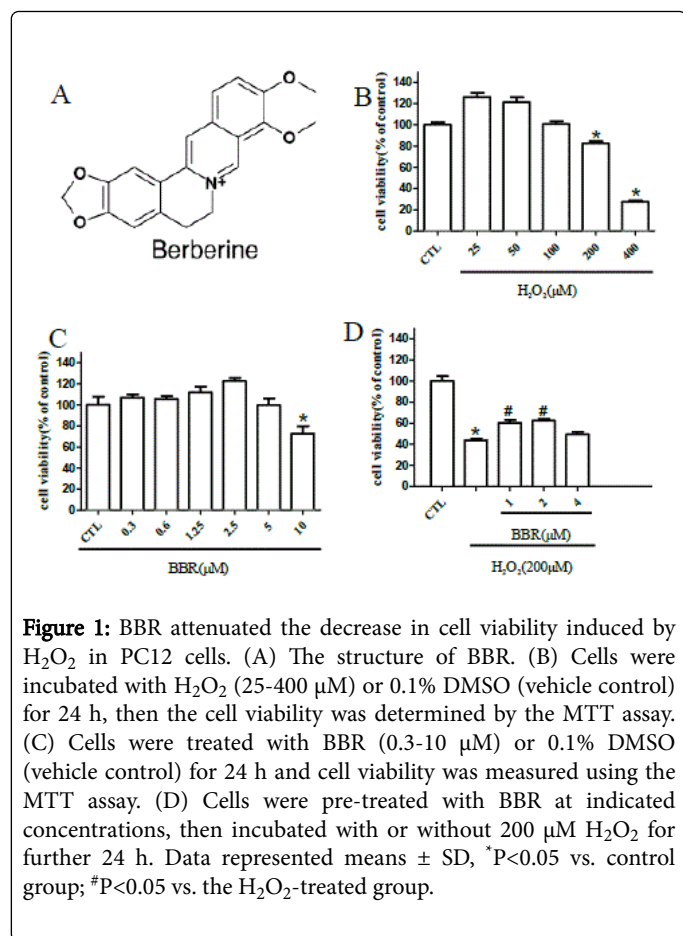 A
O
O
N+
O
O
Berberine
B
cell viability(% of control)
140
120
100
80
60
40
20
0
* *
CTL 25 50 100 200 400
H₂O₂(μM)
C
cell viability(% of control)
140
120
100
80
60
40
20
0
*
CTL 0.3 0.6 1.25 2.5 5 10
BBR(μM)
D
cell viability(% of control)
140
120
100
80
60
40
20
0
* # #
CTL 1 2 4
BBR(μM)
H₂O₂(200μM)
Figure 1: BBR attenuated the decrease in cell viability induced by
H₂O₂ in PC12 cells. (A) The structure of BBR. (B) Cells were
incubated with H₂O₂ (25-400 μM) or 0.1% DMSO (vehicle control)
for 24 h, then the cell viability was determined by the MTT assay.
(C) Cells were treated with BBR (0.3-10 μM) or 0.1% DMSO
(vehicle control) for 24 h and cell viability was measured using the
MTT assay. (D) Cells were pre-treated with BBR at indicated
concentrations, then incubated with or without 200 μM H₂O₂ for
further 24 h. Data represented means ± SD, *P<0.05 vs. control
group; #P<0.05 vs. the H₂O₂-treated group.